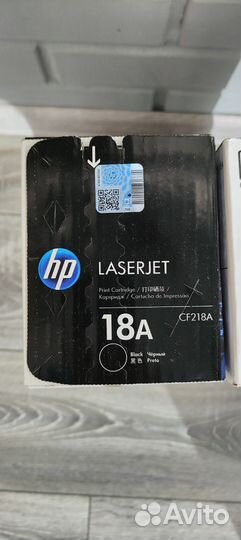 hp
LASERJET
Print Cartridge / 打印硒鼓 /
Картридж / Cartucho de Impressão
CF218A
18A
Black Чёрный
黑色 Preto
Avito